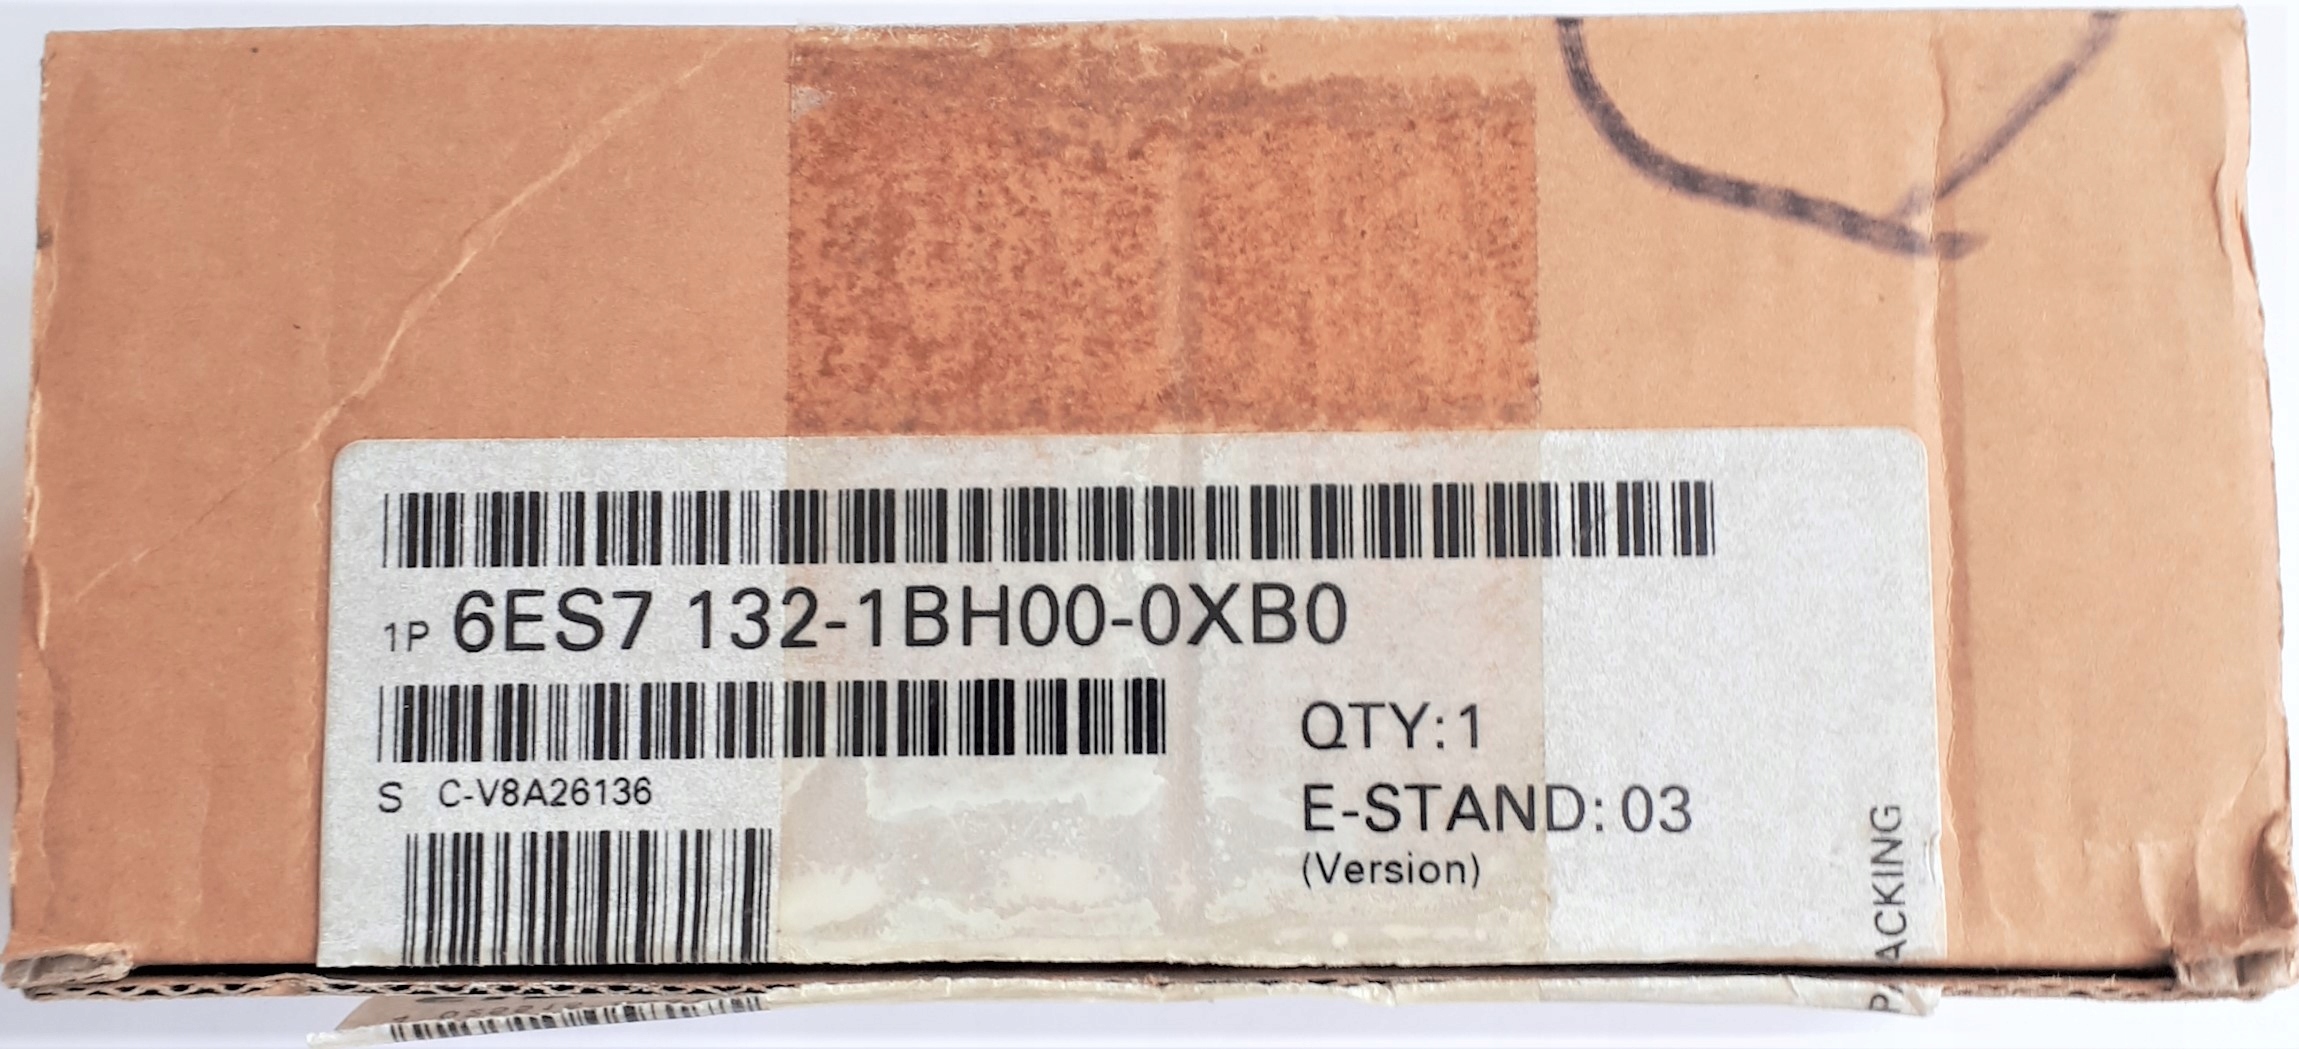 1P 6ES7 132-1BH00-0XB0
S C-V8A26136
QTY: 1
E-STAND: 03
(Version)
PACKING